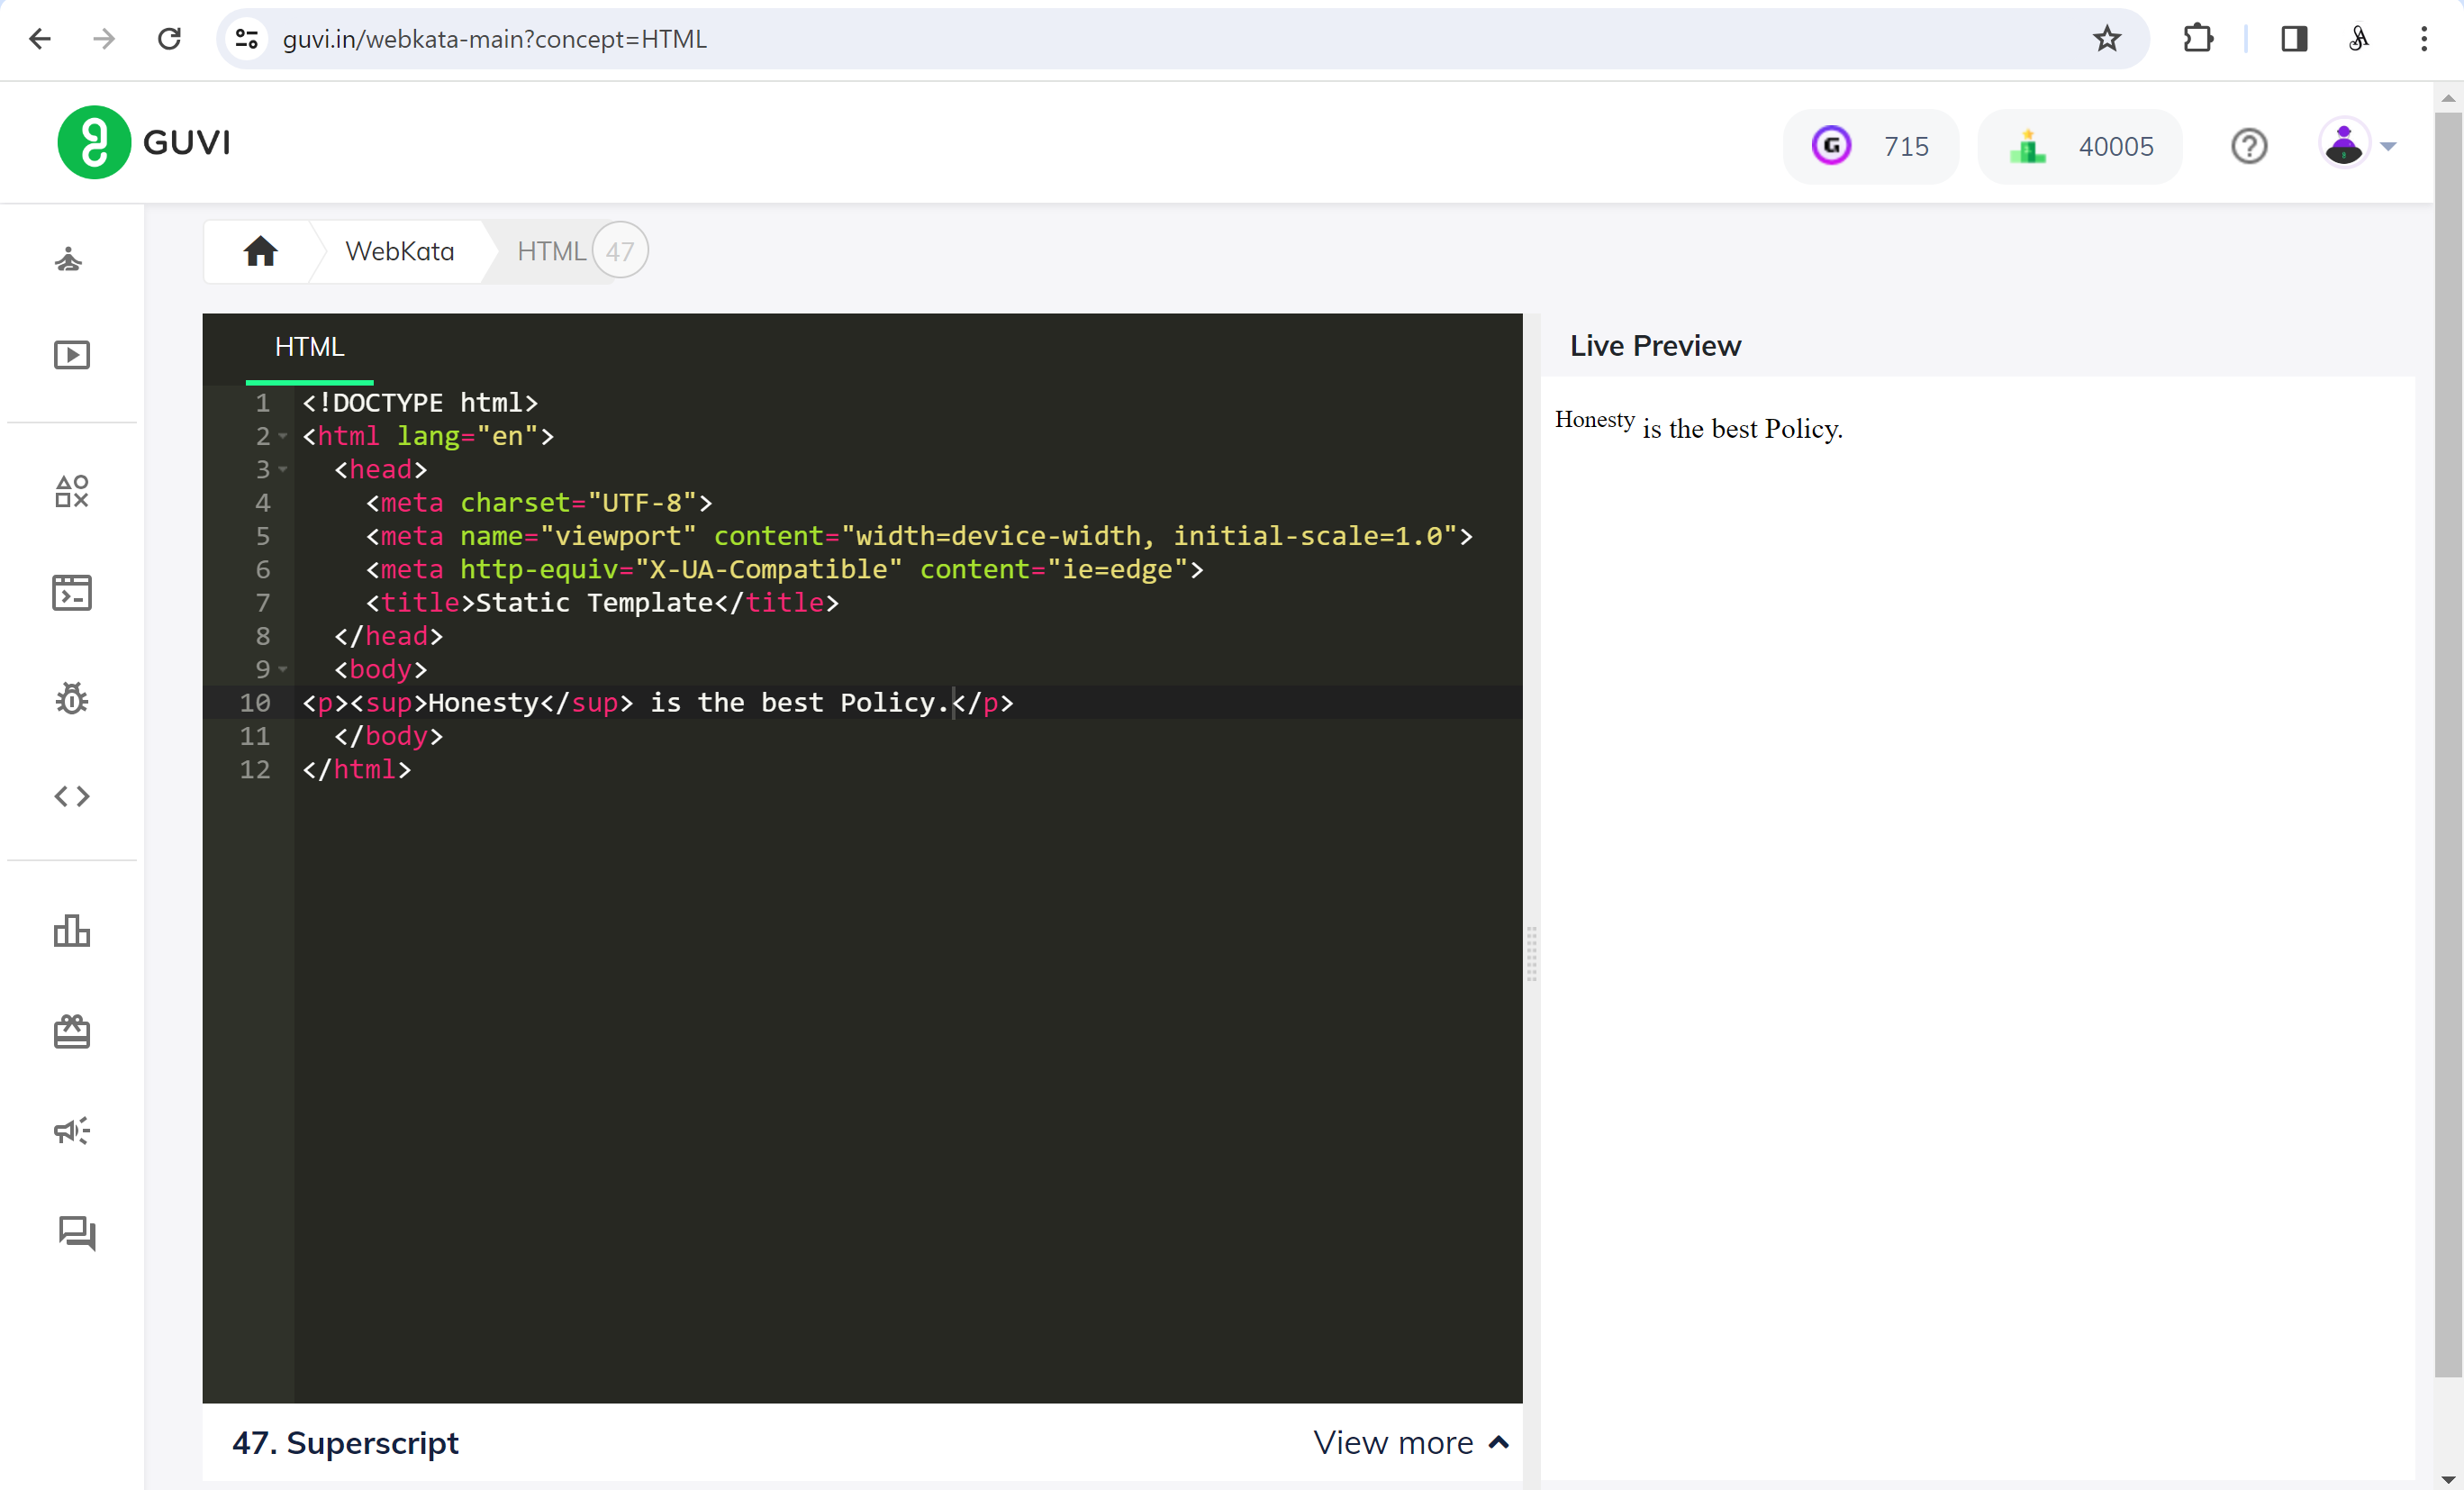 guvi.in/webkata-main?concept=HTML
GUVI
G 715
40005
WebKata
HTML 47
HTML
Live Preview
1 <!DOCTYPE html>
2 <html lang="en">
3 <head>
4 <meta charset="UTF-8">
5 <meta name="viewport" content="width=device-width, initial-scale=1.0">
6 <meta http-equiv="X-UA-Compatible" content="ie=edge">
7 <title>Static Template</title>
8 </head>
9 <body>
10 <p><sup>Honesty</sup> is the best Policy.</p>
11 </body>
12 </html>
Honesty is the best Policy.
47. Superscript
View more